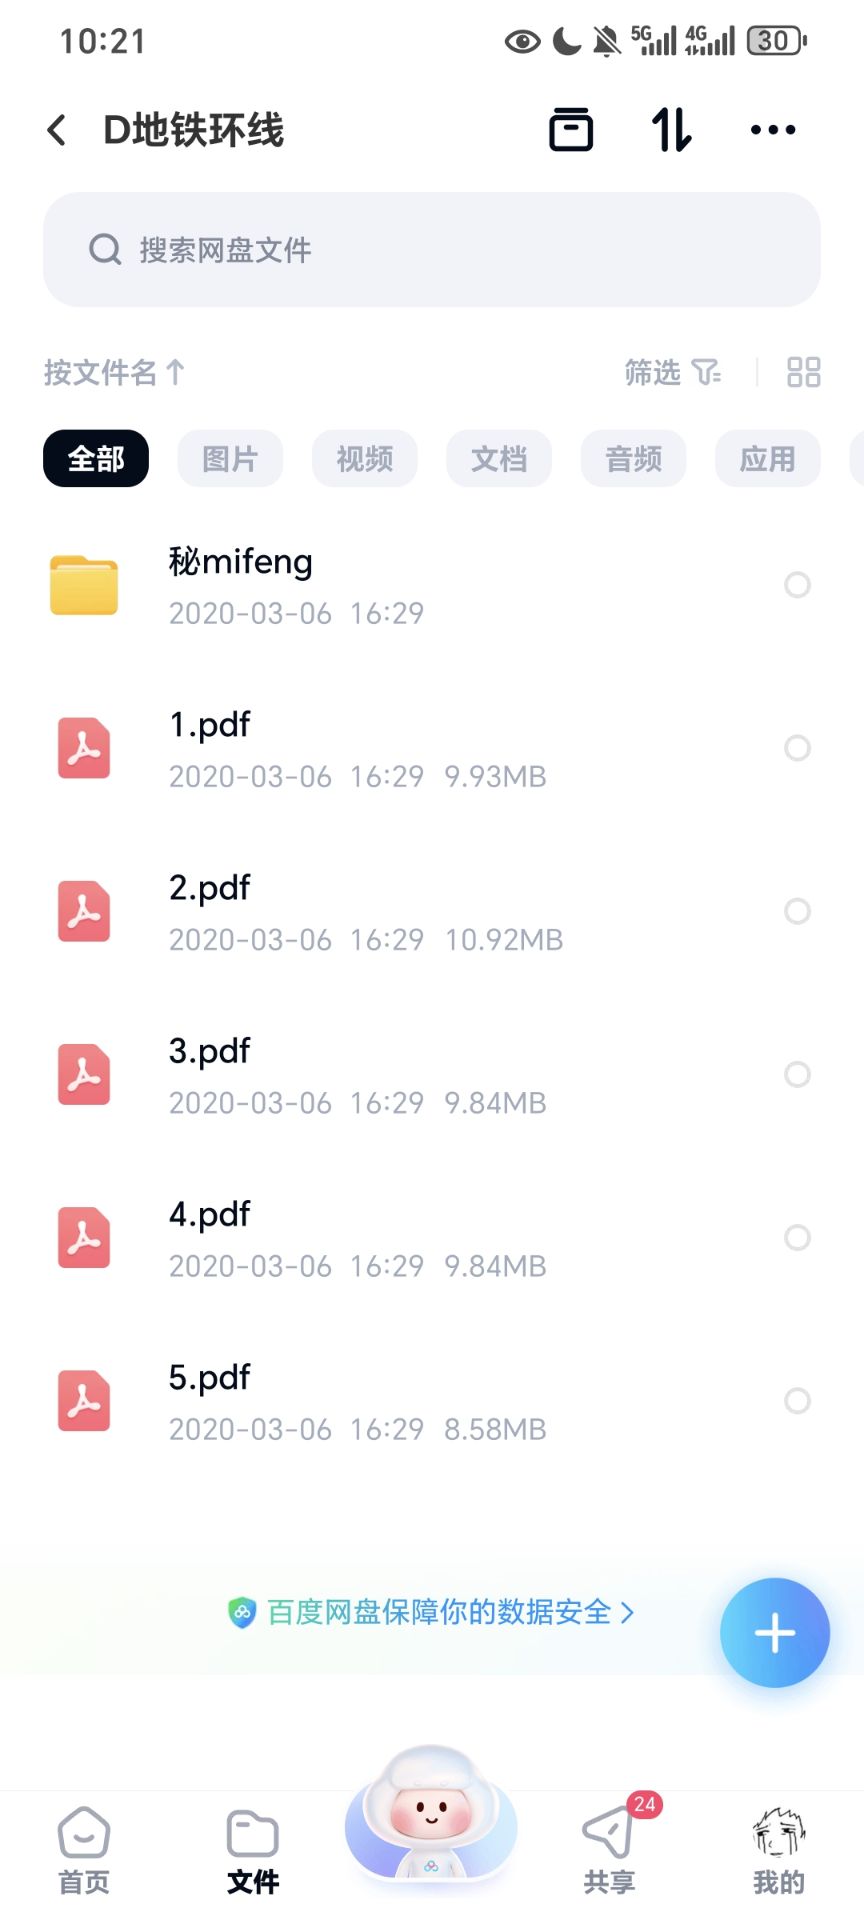 10:21
5G 4G 30
D地铁环线
搜索网盘文件
按文件名↑ 筛选
全部 图片 视频 文档 音频 应用
秘mifeng
2020-03-06 16:29
1.pdf
2020-03-06 16:29 9.93MB
2.pdf
2020-03-06 16:29 10.92MB
3.pdf
2020-03-06 16:29 9.84MB
4.pdf
2020-03-06 16:29 9.84MB
5.pdf
2020-03-06 16:29 8.58MB
百度网盘保障你的数据安全
24
首页 文件 共享 我的